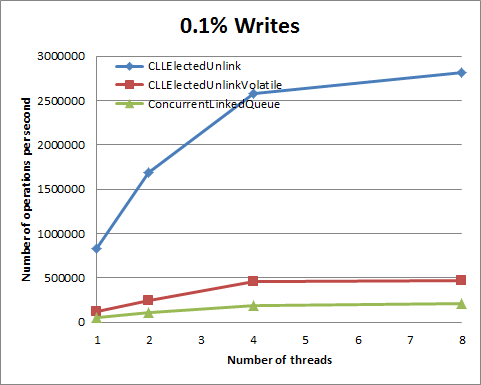 0.1% Writes
3000000
2500000
2000000
1500000
1000000
500000
0
Number of operations per second
CLLElectedUnlink
CLLElectedUnlinkVolatile
ConcurrentLinkedQueue
1 2 3 4 5 6 7 8
Number of threads